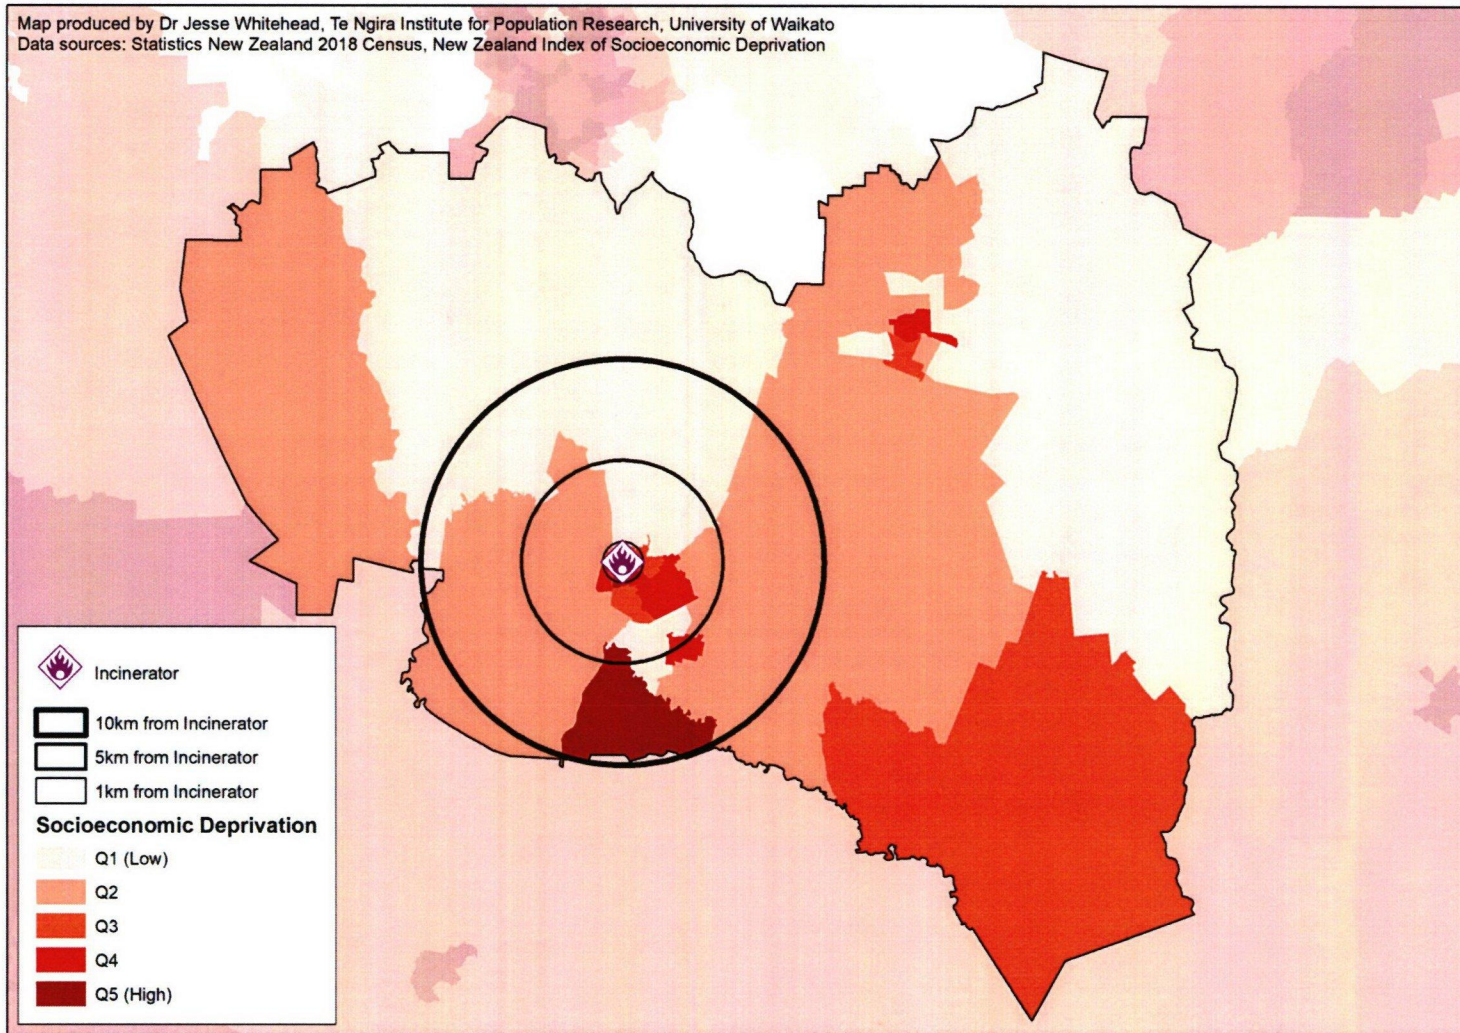 Map produced by Dr Jesse Whitehead, Te Ngira Institute for Population Research, University of Waikato
Data sources: Statistics New Zealand 2018 Census, New Zealand Index of Socioeconomic Deprivation
Incinerator
10km from Incinerator
5km from Incinerator
1km from Incinerator
Socioeconomic Deprivation
Q1 (Low)
Q2
Q3
Q4
Q5 (High)